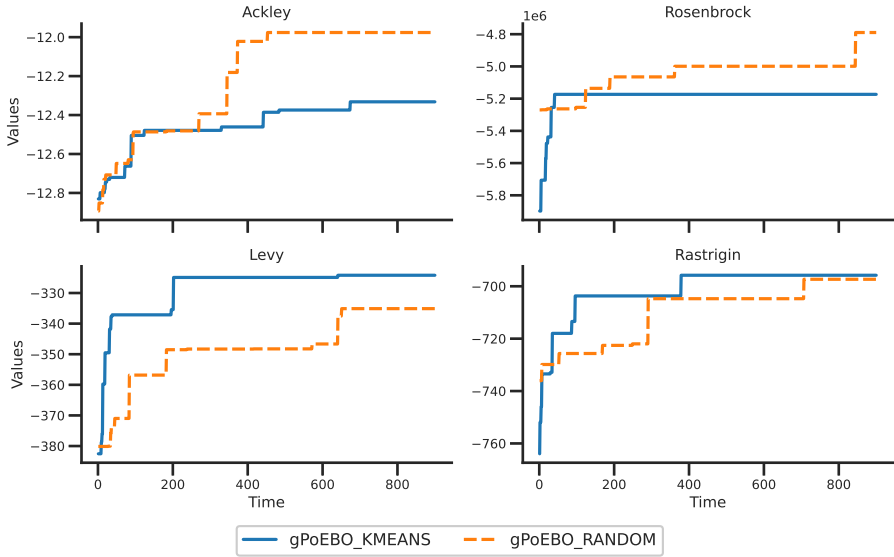 Ackley
Values
−12.0
−12.2
−12.4
−12.6
−12.8
Rosenbrock
1e6
−4.8
−5.0
−5.2
−5.4
−5.6
−5.8
Levy
Values
−330
−340
−350
−360
−370
−380
0 200 400 600 800
Time
Rastrigin
−700
−720
−740
−760
0 200 400 600 800
Time
gPoEBO_KMEANS gPoEBO_RANDOM